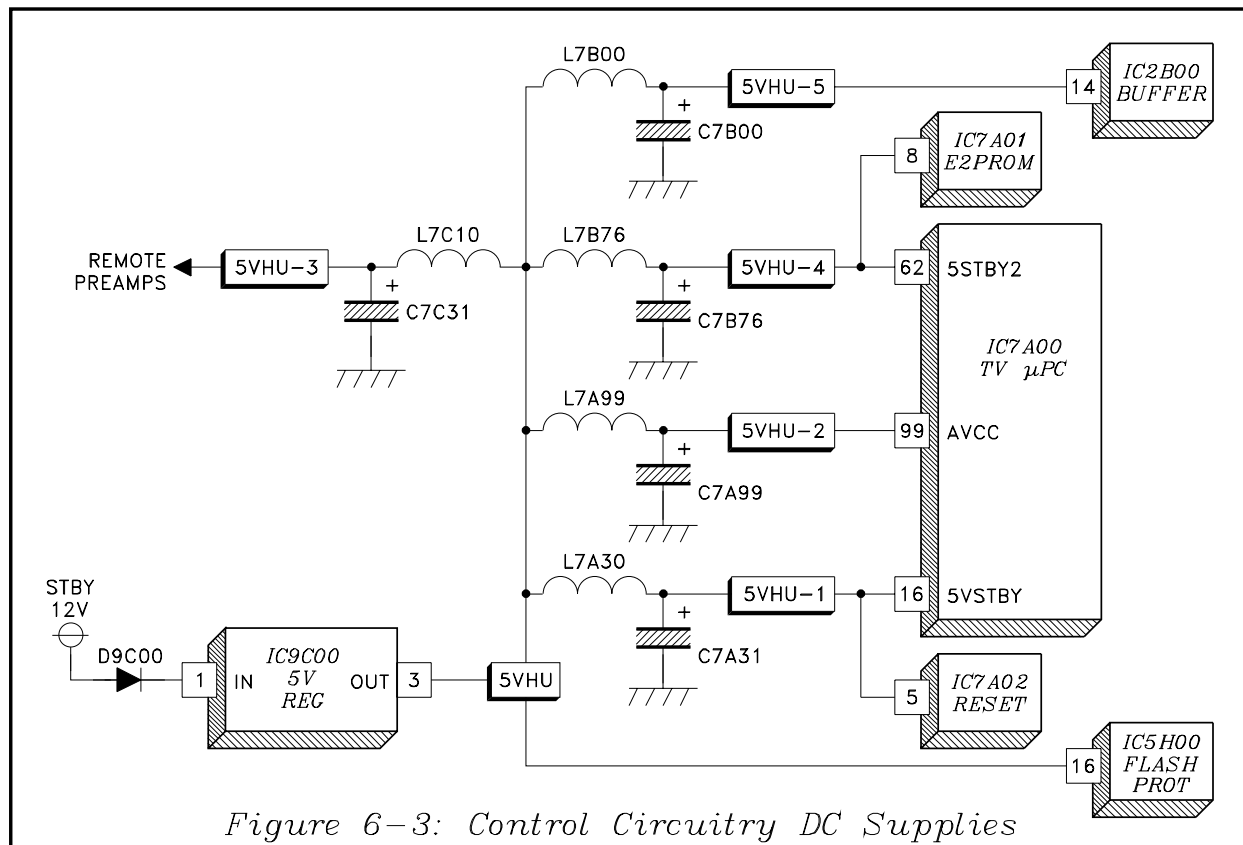 L7B00
5VHU-5
14
IC2B00
BUFFER
+
C7B00
8
IC7A01
E2PROM
REMOTE
PREAMPS
5VHU-3
L7C10
+
C7C31
L7B76
5VHU-4
+
C7B76
62
5STBY2
IC7A00
TV µPC
L7A99
5VHU-2
+
C7A99
99
AVCC
L7A30
5VHU-1
+
C7A31
16
5VSTBY
STBY
12V
D9C00
1
IN
IC9C00
5V
REG
OUT
3
5VHU
5
IC7A02
RESET
16
IC5H00
FLASH
PROT
Figure 6-3: Control Circuitry DC Supplies